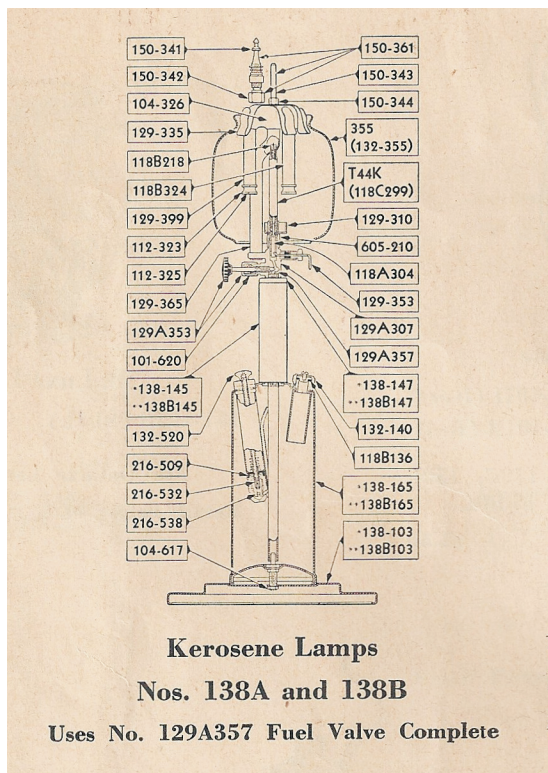 150-341
150-342
104-326
129-335
118B218
118B324
129-399
112-323
112-325
129-365
129A353
101-620
*138-145
**138B145
132-520
216-509
216-532
216-538
104-617
150-361
150-343
150-344
355
(132-355)
T44K
(118C299)
129-310
605-210
118A304
129-353
129A307
129A357
*138-147
**138B147
132-140
118B136
*138-165
**138B165
*138-103
**138B103
Kerosene Lamps
Nos. 138A and 138B
Uses No. 129A357 Fuel Valve Complete